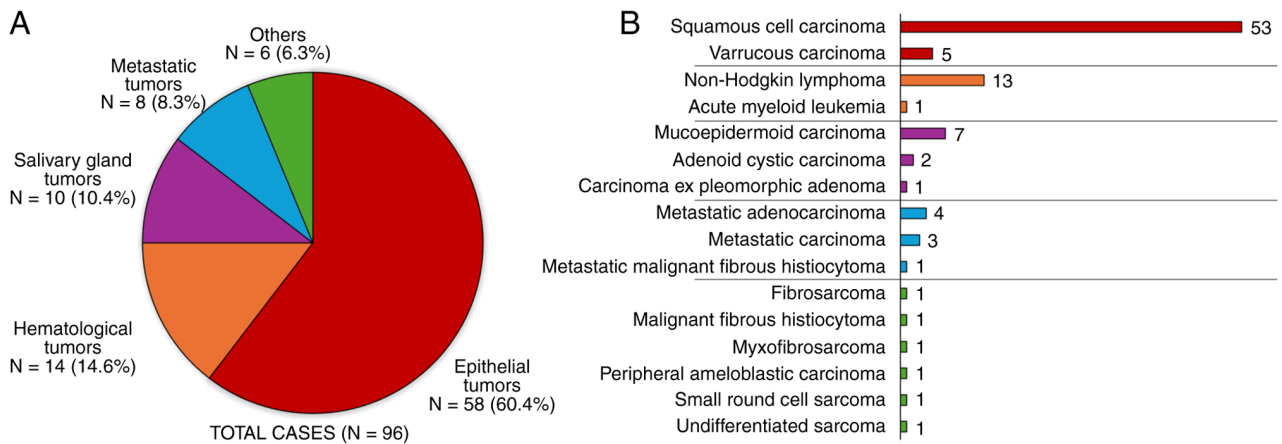 A
Others
N = 6 (6.3%)
Metastatic
tumors
N = 8 (8.3%)
Salivary gland
tumors
N = 10 (10.4%)
Hematological
tumors
N = 14 (14.6%)
Epithelial
tumors
N = 58 (60.4%)
TOTAL CASES (N = 96)
B
Squamous cell carcinoma 53
Varrucous carcinoma 5
Non-Hodgkin lymphoma 13
Acute myeloid leukemia 1
Mucoepidermoid carcinoma 7
Adenoid cystic carcinoma 2
Carcinoma ex pleomorphic adenoma 1
Metastatic adenocarcinoma 4
Metastatic carcinoma 3
Metastatic malignant fibrous histiocytoma 1
Fibrosarcoma 1
Malignant fibrous histiocytoma 1
Myxofibrosarcoma 1
Peripheral ameloblastic carcinoma 1
Small round cell sarcoma 1
Undifferentiated sarcoma 1